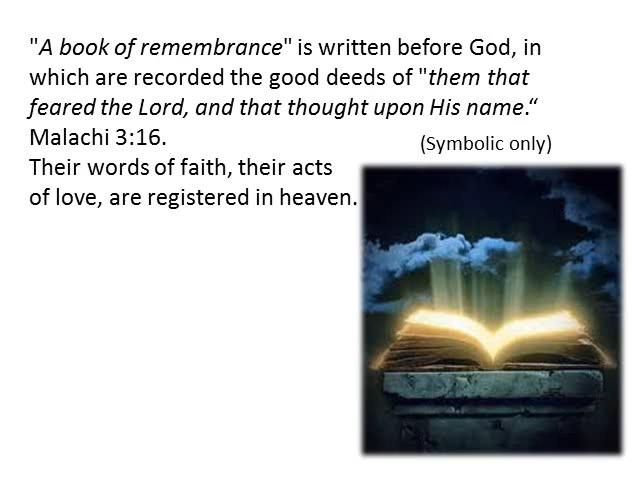 "A book of remembrance" is written before God, in
which are recorded the good deeds of "them that
feared the Lord, and that thought upon His name.“
Malachi 3:16.
(Symbolic only)
Their words of faith, their acts
of love, are registered in heaven.